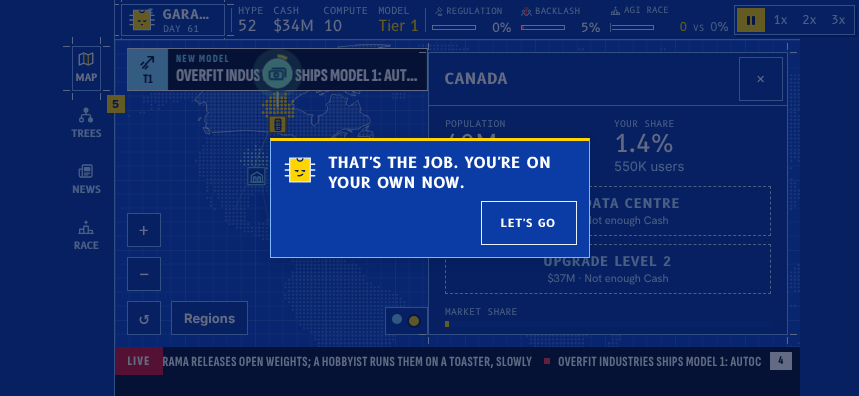 GARA...
DAY 61
HYPE
52
CASH
$34M
COMPUTE
10
MODEL
Tier 1
REGULATION
0%
BACKLASH
5%
AGI RACE
0 vs 0%
1x 2x 3x
MAP
5
TREES
NEWS
RACE
T1
NEW MODEL
OVERFIT INDUS SHIPS MODEL 1: AUT...
CANADA
×
POPULATION
YOUR SHARE
1.4%
550K users
THAT'S THE JOB. YOU'RE ON
YOUR OWN NOW.
LET'S GO
DATA CENTRE
Not enough Cash
UPGRADE LEVEL 2
$37M · Not enough Cash
MARKET SHARE
+
−
↺
Regions
LIVE
RAMA RELEASES OPEN WEIGHTS; A HOBBYIST RUNS THEM ON A TOASTER, SLOWLY ■ OVERFIT INDUSTRIES SHIPS MODEL 1: AUTOC
4